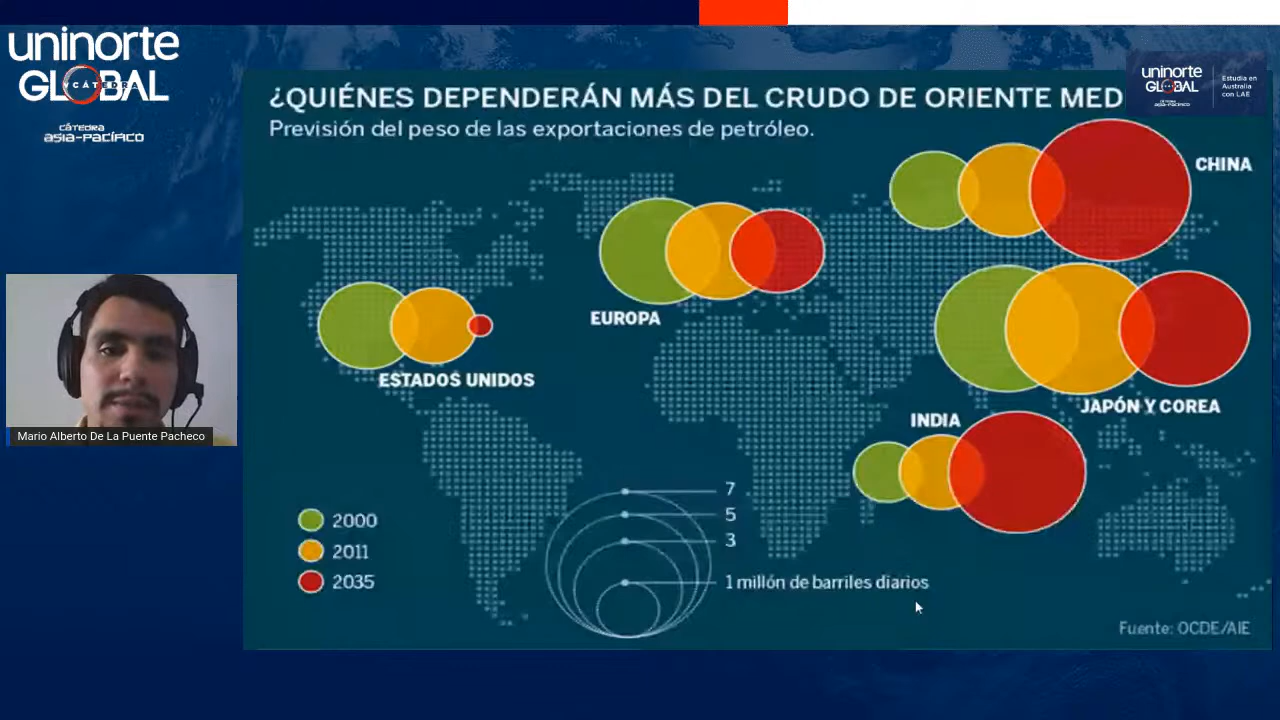 uninorte
GLOBAL
CÁTEDRA
CÁTEDRA
ASIA-PACÍFICO
¿QUIÉNES DEPENDERÁN MÁS DEL CRUDO DE ORIENTE MED
Previsión del peso de las exportaciones de petróleo.
uninorte
GLOBAL
Estudia en
Australia
con LAE
CHINA
EUROPA
ESTADOS UNIDOS
JAPÓN Y COREA
INDIA
Mario Alberto De La Puente Pacheco
2000
2011
2035
7
5
3
1 millón de barriles diarios
Fuente: OCDE/AIE